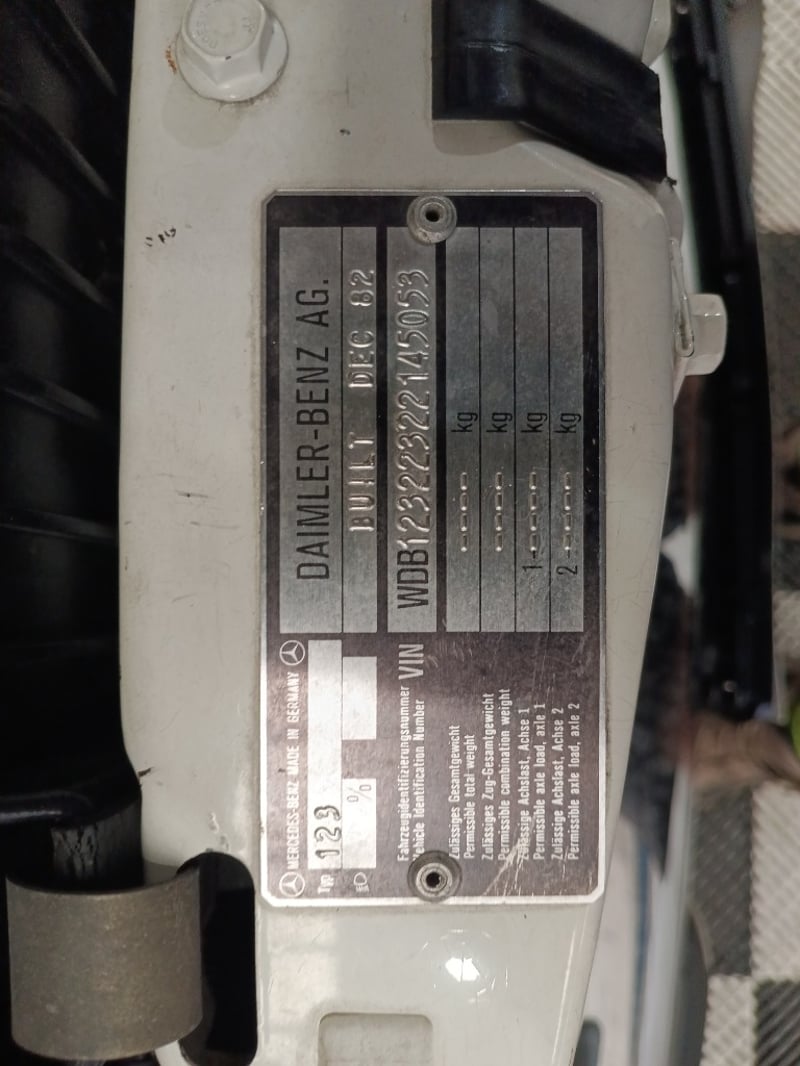 MERCEDES-BENZ MADE IN GERMANY
DAIMLER-BENZ AG.
Typ 123
BUILT DEC 82
%
Fahrzeugidentifizierungsnummer
Vehicle Identification Number VIN WDB12322322145053
Zulässiges Gesamtgewicht
Permissible total weight ---- kg
Zulässiges Zug-Gesamtgewicht
Permissible combination weight ---- kg
Zulässige Achslast, Achse 1
Permissible axle load, axle 1 1 ---- kg
Zulässige Achslast, Achse 2
Permissible axle load, axle 2 2 ---- kg